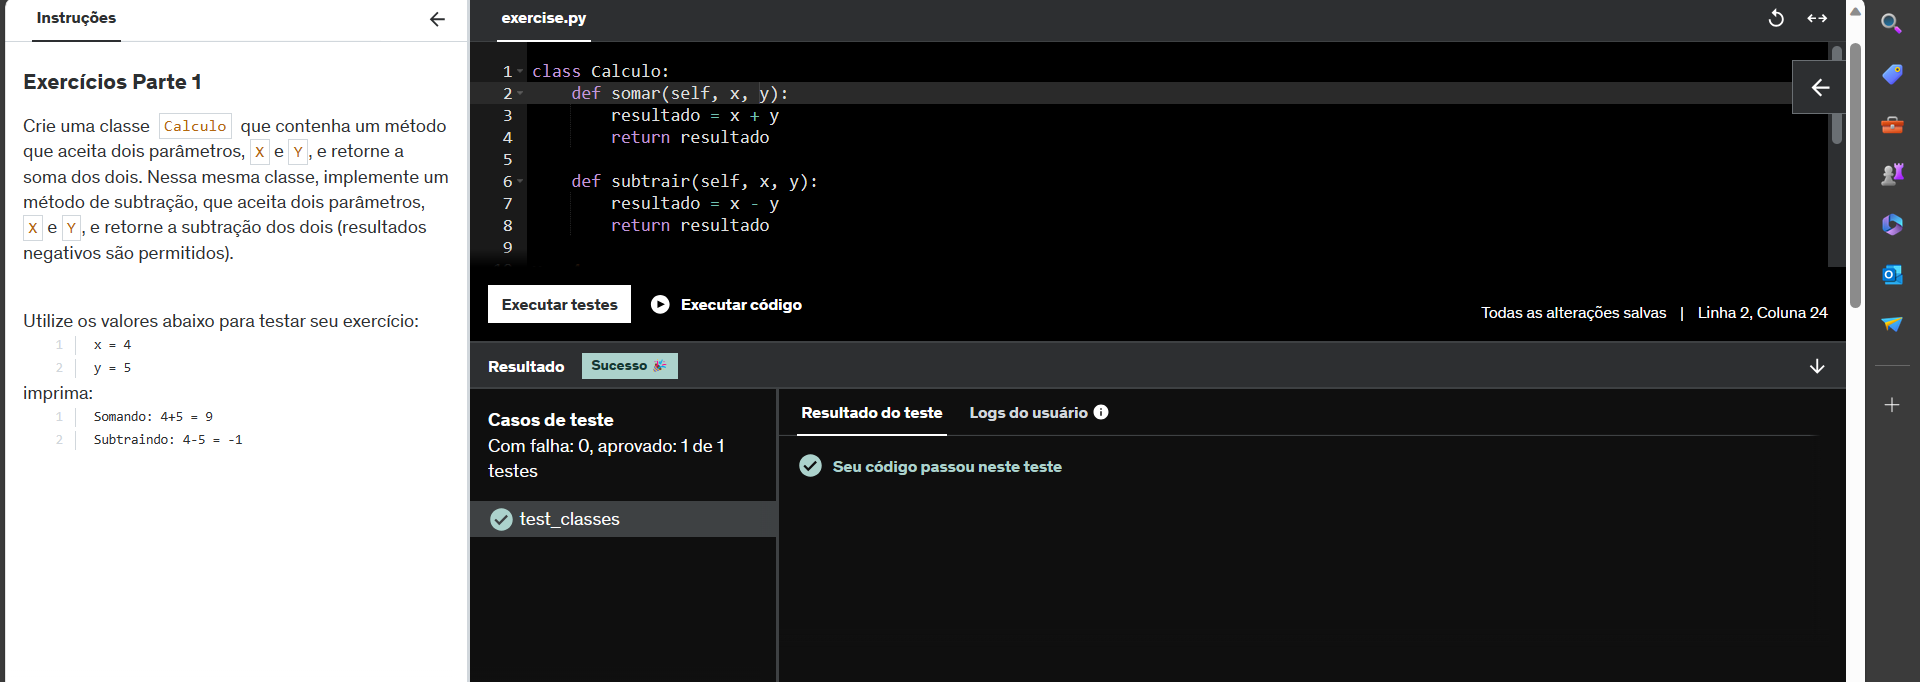 Instruções
Exercícios Parte 1
Crie uma classe Calculo que contenha um método
que aceita dois parâmetros, X e Y, e retorne a
soma dos dois. Nessa mesma classe, implemente um
método de subtração, que aceita dois parâmetros,
X e Y, e retorne a subtração dos dois (resultados
negativos são permitidos).
Utilize os valores abaixo para testar seu exercício:
1 x = 4
2 y = 5
imprima:
1 Somando: 4+5 = 9
2 Subtraindo: 4-5 = -1
exercise.py
1 class Calculo:
2 def somar(self, x, y):
3 resultado = x + y
4 return resultado
5
6 def subtrair(self, x, y):
7 resultado = x - y
8 return resultado
9
Executar testes
Executar código
Todas as alterações salvas | Linha 2, Coluna 24
Resultado
Sucesso 🎉
Casos de teste
Com falha: 0, aprovado: 1 de 1
testes
test_classes
Resultado do teste
Logs do usuário
Seu código passou neste teste